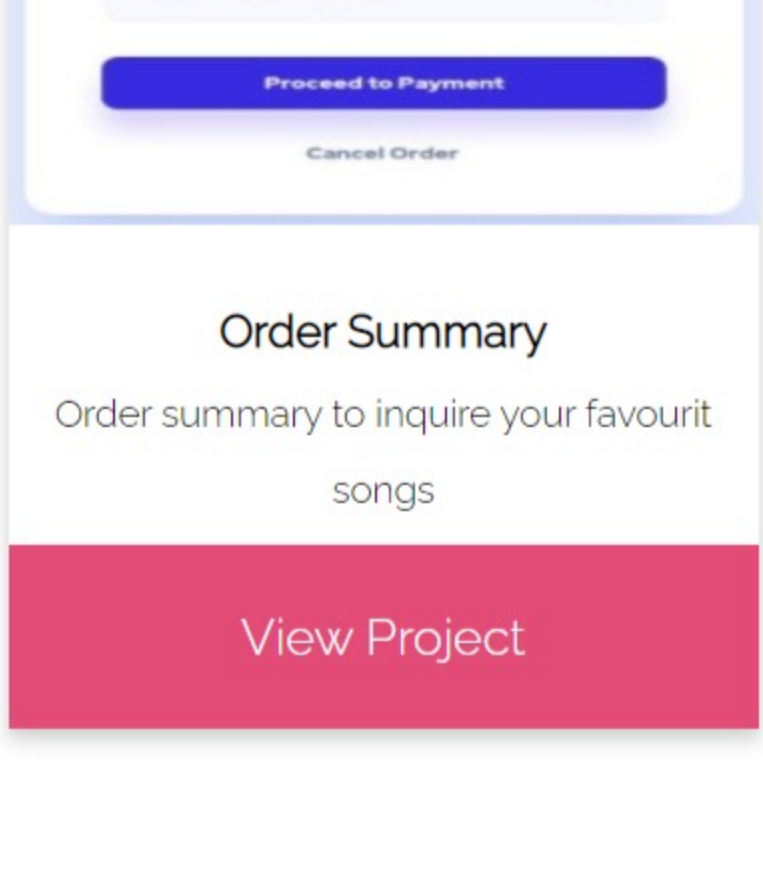 Proceed to Payment
Cancel Order
Order Summary
Order summary to inquire your favourit
songs
View Project